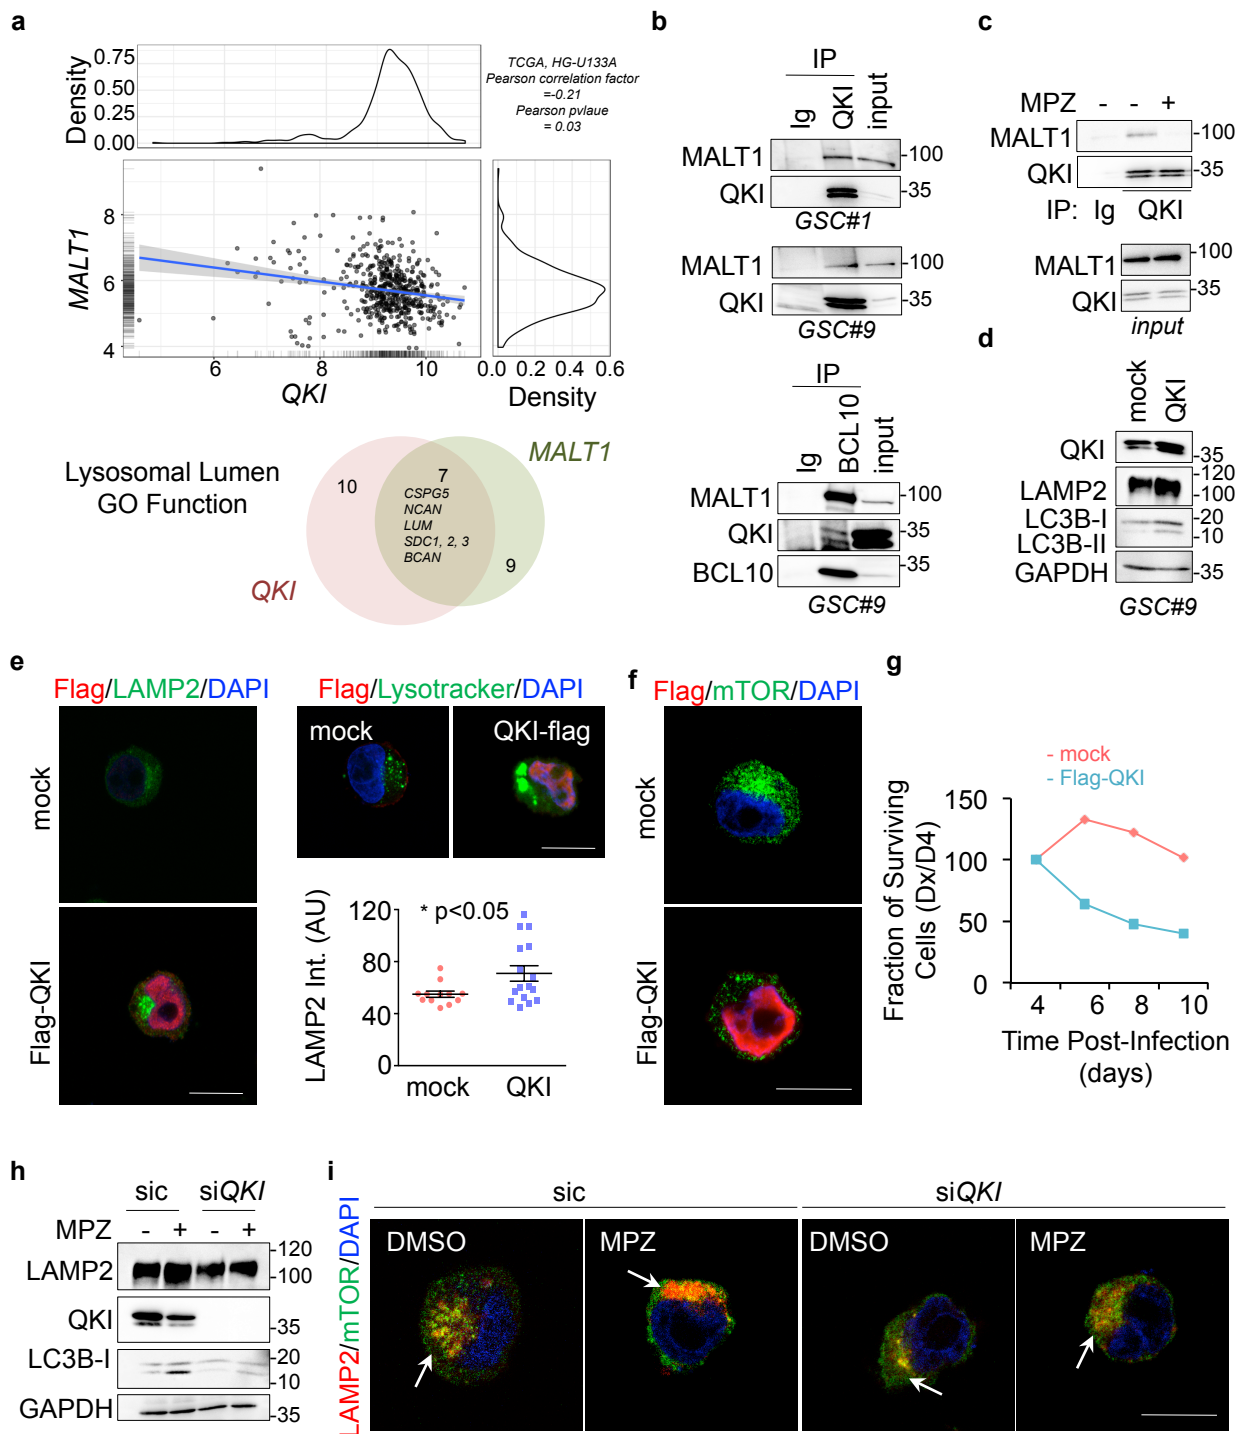 a
0.75
0.50
0.25
0.00
Density
TCGA, HG-U133A
Pearson correlation factor
=-0.21
Pearson pvlaue
= 0.03
8
6
4
MALT1
6
8
10
QKI
0.0
0.2
0.4
0.6
Density
Lysosomal Lumen
GO Function
10
7
CSPG5
NCAN
LUM
SDC1, 2, 3
BCAN
9
MALT1
QKI
b
IP
Ig
QKI
input
MALT1
-100
QKI
-35
GSC#1
MALT1
-100
QKI
-35
GSC#9
IP
Ig
BCL10
input
MALT1
-100
QKI
-35
BCL10
-35
GSC#9
c
MPZ - - +
MALT1
-100
QKI
-35
IP: Ig QKI
MALT1
-100
QKI
-35
input
d
mock
QKI
QKI
-35
LAMP2
-120
100
LC3B-I
-20
LC3B-II
-10
GAPDH
-35
GSC#9
e
Flag/LAMP2/DAPI
mock
Flag-QKI
Flag/Lysotracker/DAPI
mock
QKI-flag
LAMP2 Int. (AU)
120
80
40
0
* p<0.05
mock
QKI
f
Flag/mTOR/DAPI
mock
Flag-QKI
g
- mock
- Flag-QKI
Fraction of Surviving
Cells (Dx/D4)
150
100
50
0
4
6
8
10
Time Post-Infection
(days)
h
sic
siQKI
MPZ - + - +
LAMP2
-120
-100
QKI
-35
LC3B-I
-20
-10
GAPDH
-35
i
sic
siQKI
LAMP2/mTOR/DAPI
DMSO
MPZ
DMSO
MPZ